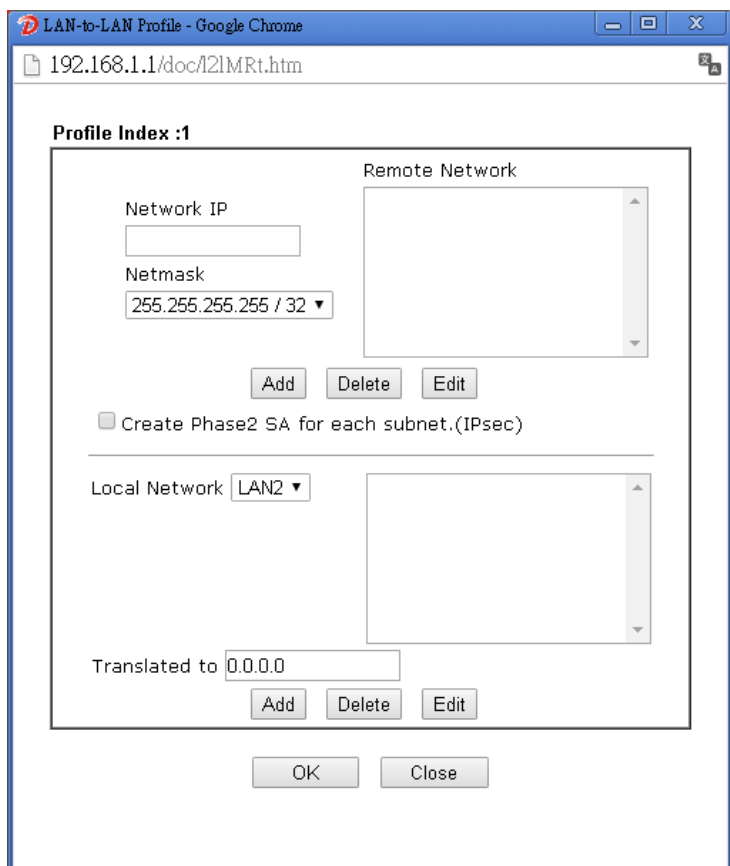 LAN-to-LAN Profile - Google Chrome
192.168.1.1/doc/l2lMRt.htm
Profile Index :1
Remote Network
Network IP
Netmask
255.255.255.255 / 32
Add Delete Edit
Create Phase2 SA for each subnet.(IPsec)
Local Network LAN2
Translated to 0.0.0.0
Add Delete Edit
OK Close